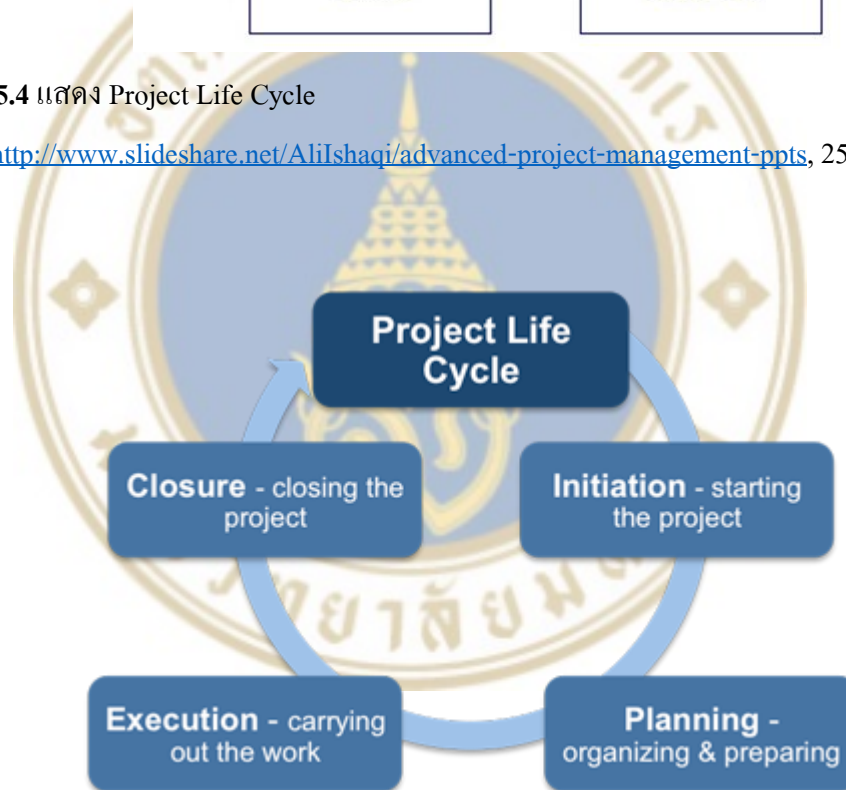 5.4 แสดง Project Life Cycle
http://www.slideshare.net/AliIshaqi/advanced-project-management-ppts, 25
Project Life
Cycle
Closure - closing the
project
Initiation - starting
the project
Execution - carrying
out the work
Planning -
organizing & preparing